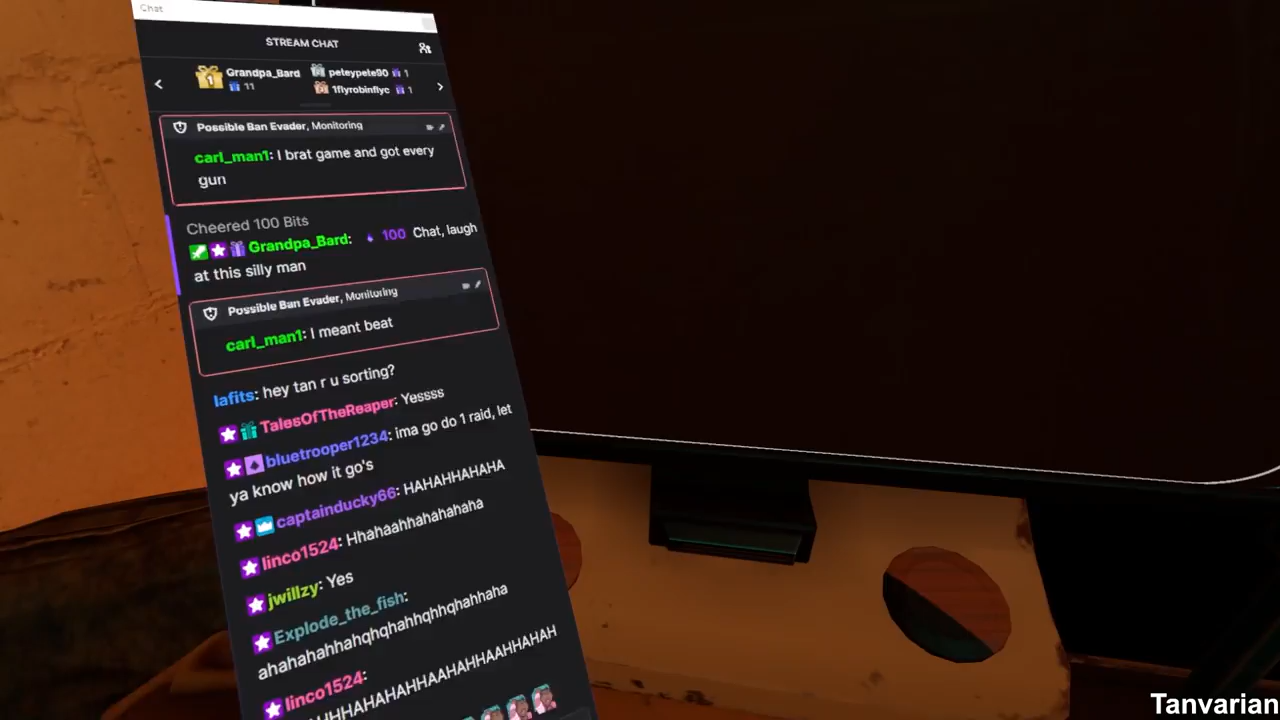 Chat
STREAM CHAT
Grandpa_Bard
11
peteypete90 1
1flyrobinflyc 1
Possible Ban Evader, Monitoring
carl_man1: I brat game and got every
gun
Cheered 100 Bits
Grandpa_Bard: 100 Chat, laugh
at this silly man
Possible Ban Evader, Monitoring
carl_man1: I meant beat
lafits: hey tan r u sorting?
TalesOfTheReaper: Yessss
bluetrooper1234: ima go do 1 raid, let
ya know how it go's
captainducky66: HAHAHHAHAHA
linco1524: Hhahaahhahahahaha
jwillzy: Yes
Explode_the_fish:
ahahahahhahqhqhahhqhhqhahhaha
linco1524:
Tanvarian